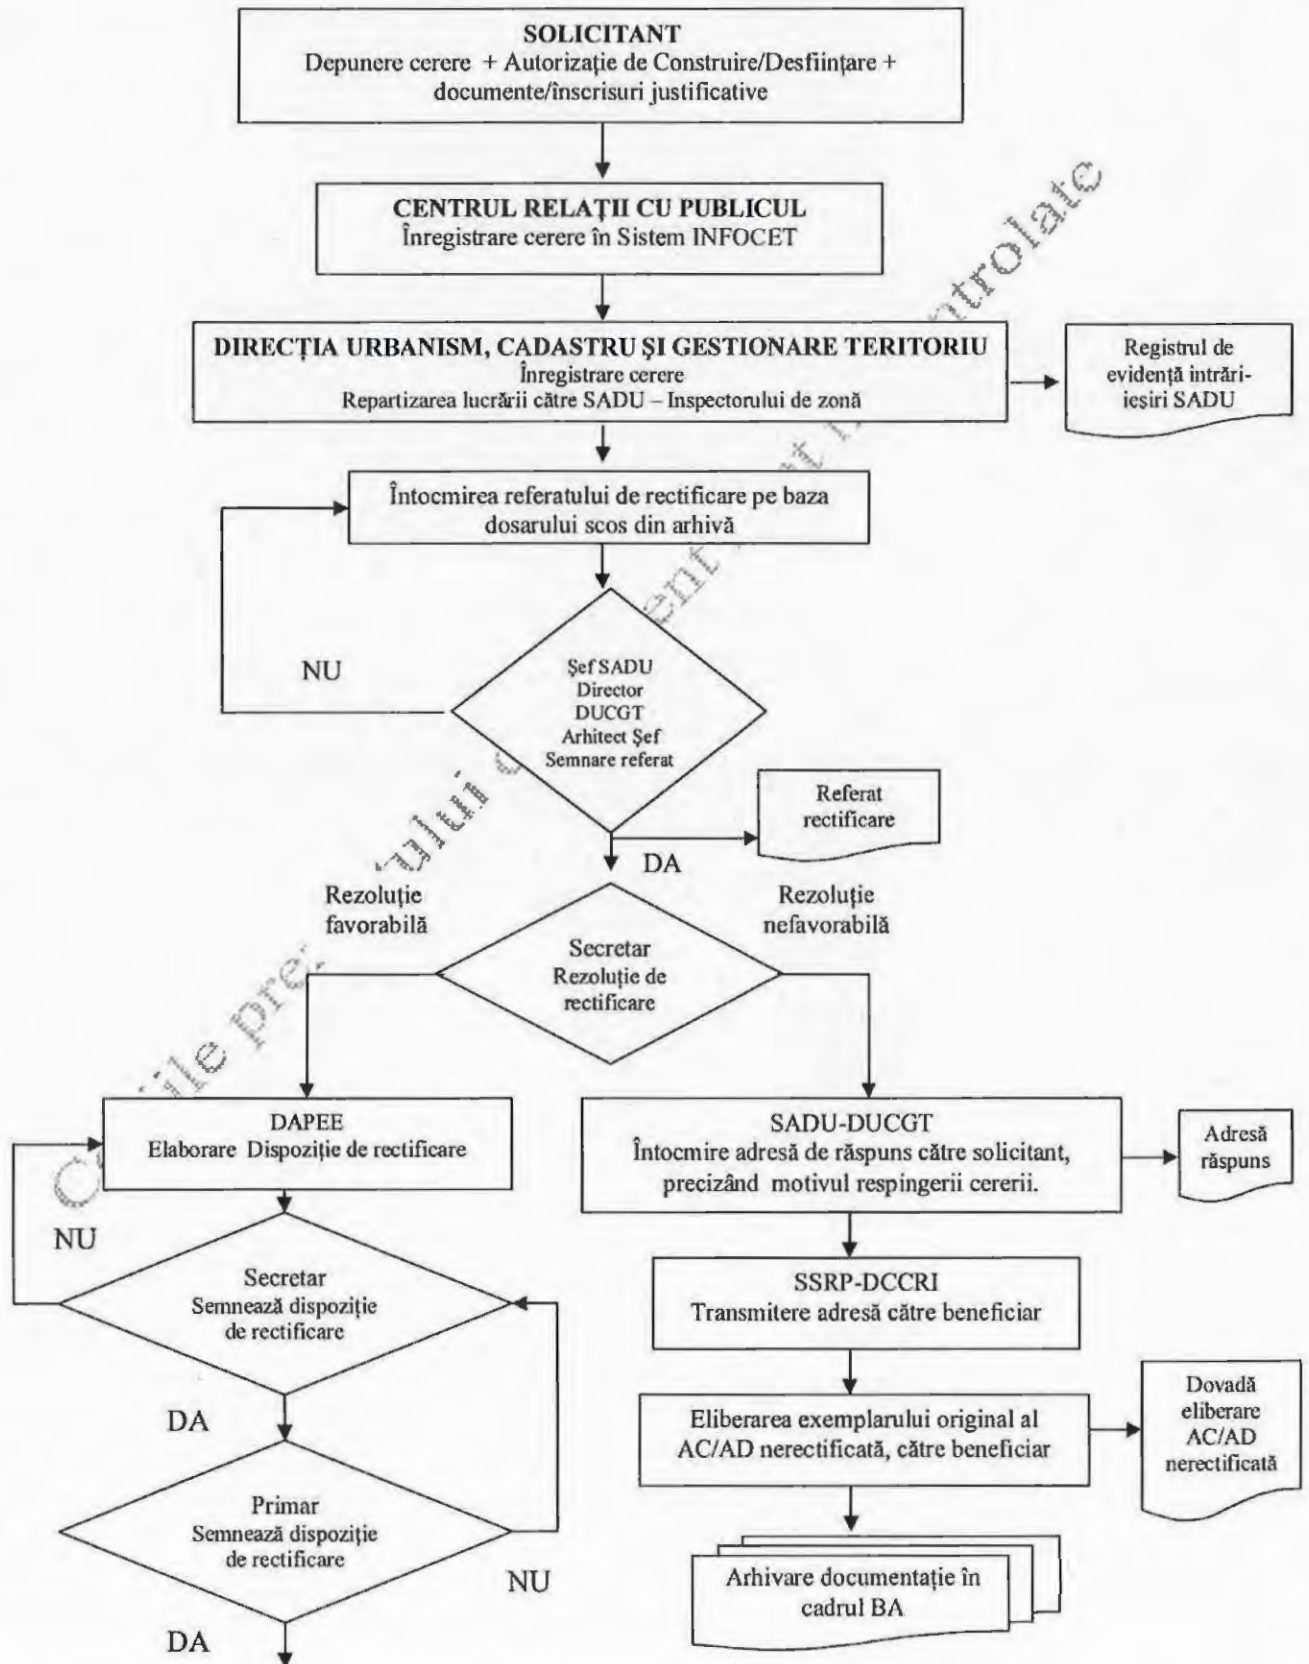 SOLICITANT
Depunere cerere + Autorizație de Construire/Desființare +
documente/înscrisuri justificative
CENTRUL RELAȚII CU PUBLICUL
Înregistrare cerere în Sistem INFOCET
DIRECȚIA URBANISM, CADASTRU ȘI GESTIONARE TERITORIU
Înregistrare cerere
Repartizarea lucrării către SADU – Inspectorului de zonă
Registrul de
evidență intrări-
ieșiri SADU
Întocmirea referatului de rectificare pe baza
dosarului scos din arhivă
NU
Șef SADU
Director
DUCGT
Arhitect Șef
Semnare referat
Referat
rectificare
DA
Rezoluție
favorabilă
Rezoluție
nefavorabilă
Secretar
Rezoluție de
rectificare
DAPEE
Elaborare Dispoziție de rectificare
SADU-DUCGT
Întocmire adresă de răspuns către solicitant,
precizând motivul respingerii cererii.
Adresă
răspuns
NU
Secretar
Semnează dispoziție
de rectificare
SSRP-DCCRI
Transmitere adresă către beneficiar
DA
Eliberarea exemplarului original al
AC/AD nerectificată, către beneficiar
Dovadă
eliberare
AC/AD
nerectificată
Primar
Semnează dispoziție
de rectificare
NU
Arhivare documentație în
cadrul BA
DA